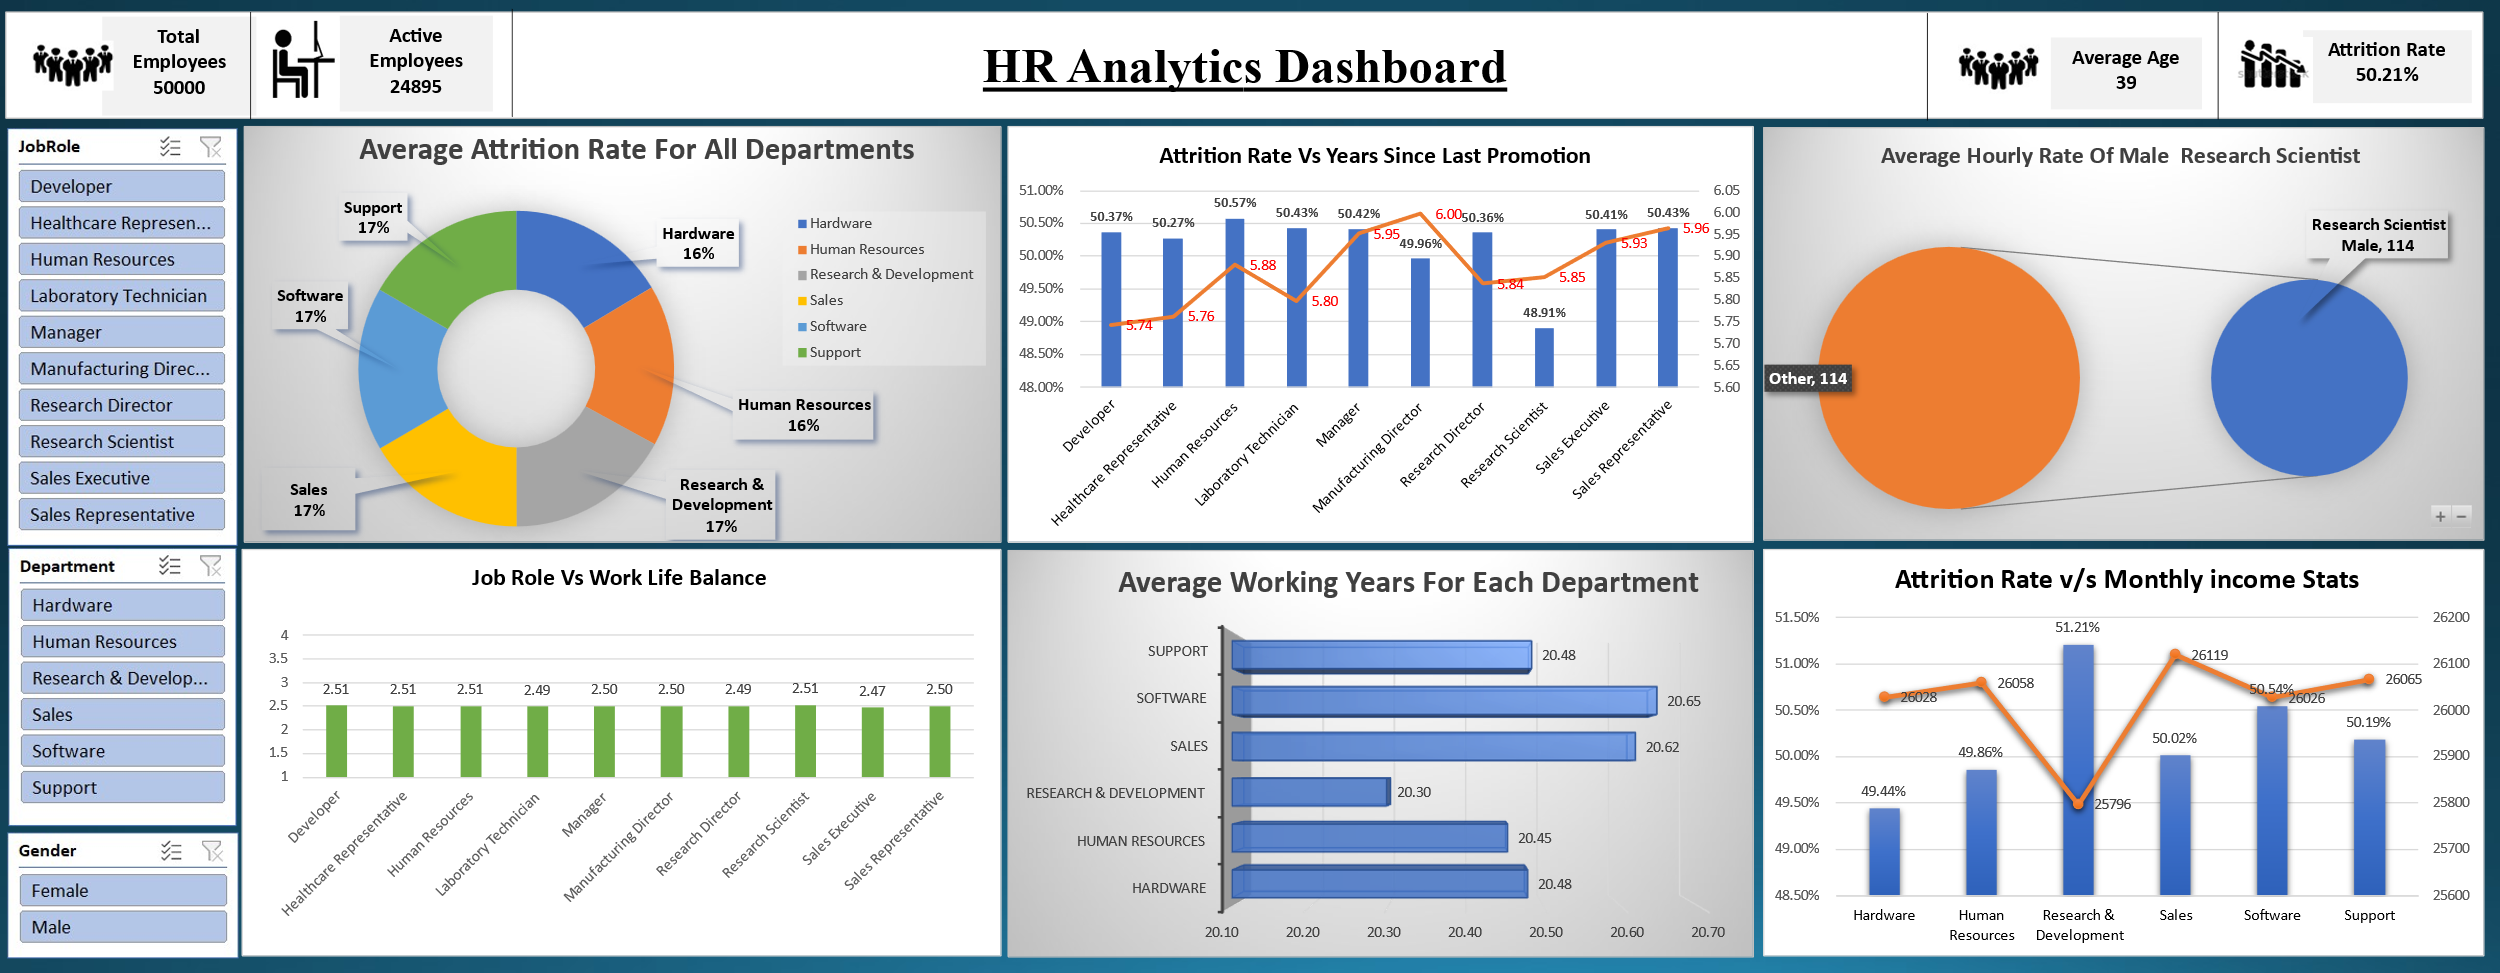 Total
Employees
50000
Active
Employees
24895
HR Analytics Dashboard
Average Age
39
Attrition Rate
50.21%
JobRole
Developer
Healthcare Represen...
Human Resources
Laboratory Technician
Manager
Manufacturing Direc...
Research Director
Research Scientist
Sales Executive
Sales Representative
Department
Hardware
Human Resources
Research & Develop...
Sales
Software
Support
Gender
Female
Male
Average Attrition Rate For All Departments
Support
17%
Hardware
16%
Software
17%
Human Resources
16%
Sales
17%
Research &
Development
17%
Hardware
Human Resources
Research & Development
Sales
Software
Support
Attrition Rate Vs Years Since Last Promotion
51.00%
50.50%
50.00%
49.50%
49.00%
48.50%
48.00%
50.37%
50.27%
50.57%
50.43%
50.42%
49.96%
50.36%
48.91%
50.41%
50.43%
5.74
5.76
5.88
5.80
5.95
6.00
5.84
5.85
5.93
5.96
6.05
6.00
5.95
5.90
5.85
5.80
5.75
5.70
5.65
5.60
Developer
Healthcare Representative
Human Resources
Laboratory Technician
Manager
Manufacturing Director
Research Director
Research Scientist
Sales Executive
Sales Representative
Average Hourly Rate Of Male  Research Scientist
Research Scientist
Male, 114
Other, 114
+ −
Job Role Vs Work Life Balance
4
3.5
3
2.5
2
1.5
1
2.51
2.51
2.51
2.49
2.50
2.50
2.49
2.51
2.47
2.50
Developer
Healthcare Representative
Human Resources
Laboratory Technician
Manager
Manufacturing Director
Research Director
Research Scientist
Sales Executive
Sales Representative
Average Working Years For Each Department
SUPPORT
20.48
SOFTWARE
20.65
SALES
20.62
RESEARCH & DEVELOPMENT
20.30
HUMAN RESOURCES
20.45
HARDWARE
20.48
20.10
20.20
20.30
20.40
20.50
20.60
20.70
Attrition Rate v/s Monthly income Stats
51.50%
51.00%
50.50%
50.00%
49.50%
49.00%
48.50%
49.44%
49.86%
51.21%
50.02%
50.54%
50.19%
26028
26058
25796
26119
26026
26065
26200
26100
26000
25900
25800
25700
25600
Hardware
Human
Resources
Research &
Development
Sales
Software
Support